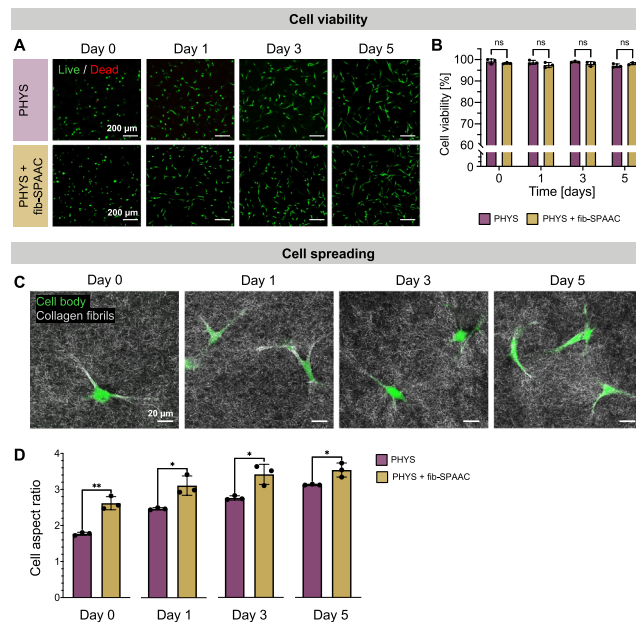 Cell viability
A
Day 0
Day 1
Day 3
Day 5
PHYS
Live / Dead
200 µm
PHYS +
fib-SPAAC
200 µm
B
ns
ns
ns
ns
Cell viability [%]
100
90
80
70
60
0
0
1
3
5
Time [days]
PHYS
PHYS + fib-SPAAC
Cell spreading
C
Day 0
Day 1
Day 3
Day 5
Cell body
Collagen fibrils
20 µm
D
Cell aspect ratio
4
3
2
1
0
**
*
*
*
Day 0
Day 1
Day 3
Day 5
PHYS
PHYS + fib-SPAAC